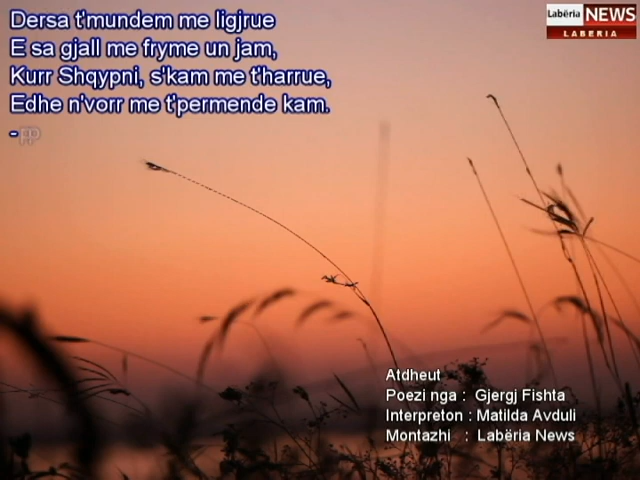 Dersa t'mundem me ligjrue
E sa gjall me fryme un jam,
Kurr Shqypni, s'kam me t'harrue,
Edhe n'vorr me t'permende kam.
Labëria NEWS
LABERIA
Atdheut
Poezi nga : Gjergj Fishta
Interpreton : Matilda Avduli
Montazhi : Labëria News